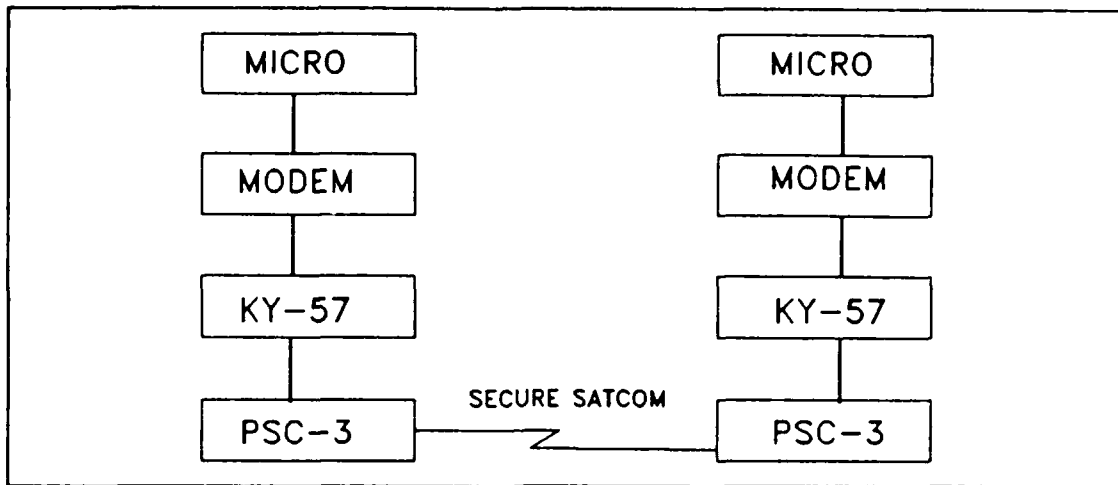 MICRO
MODEM
KY-57
PSC-3
SECURE SATCOM
MICRO
MODEM
KY-57
PSC-3